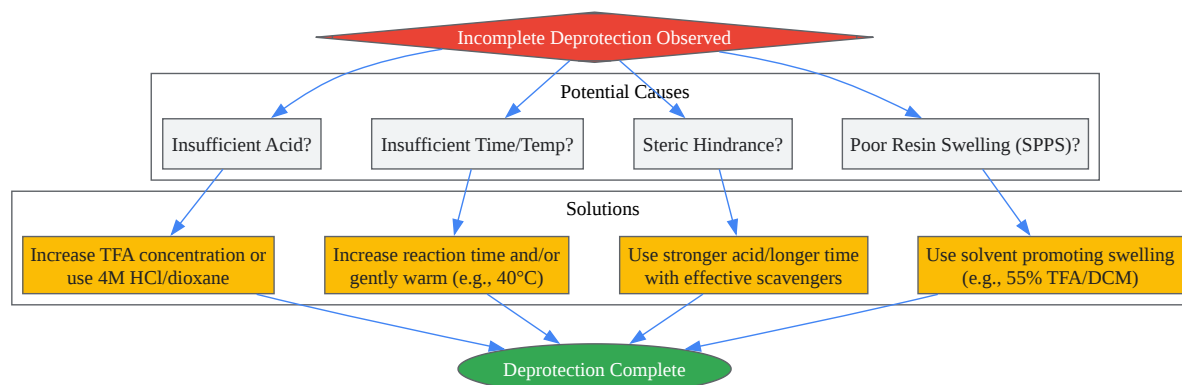 Incomplete Deprotection Observed
Potential Causes
Insufficient Acid?
Insufficient Time/Temp?
Steric Hindrance?
Poor Resin Swelling (SPPS)?
Solutions
Increase TFA concentration or
use 4M HCl/dioxane
Increase reaction time and/or
gently warm (e.g., 40°C)
Use stronger acid/longer time
with effective scavengers
Use solvent promoting swelling
(e.g., 55% TFA/DCM)
Deprotection Complete